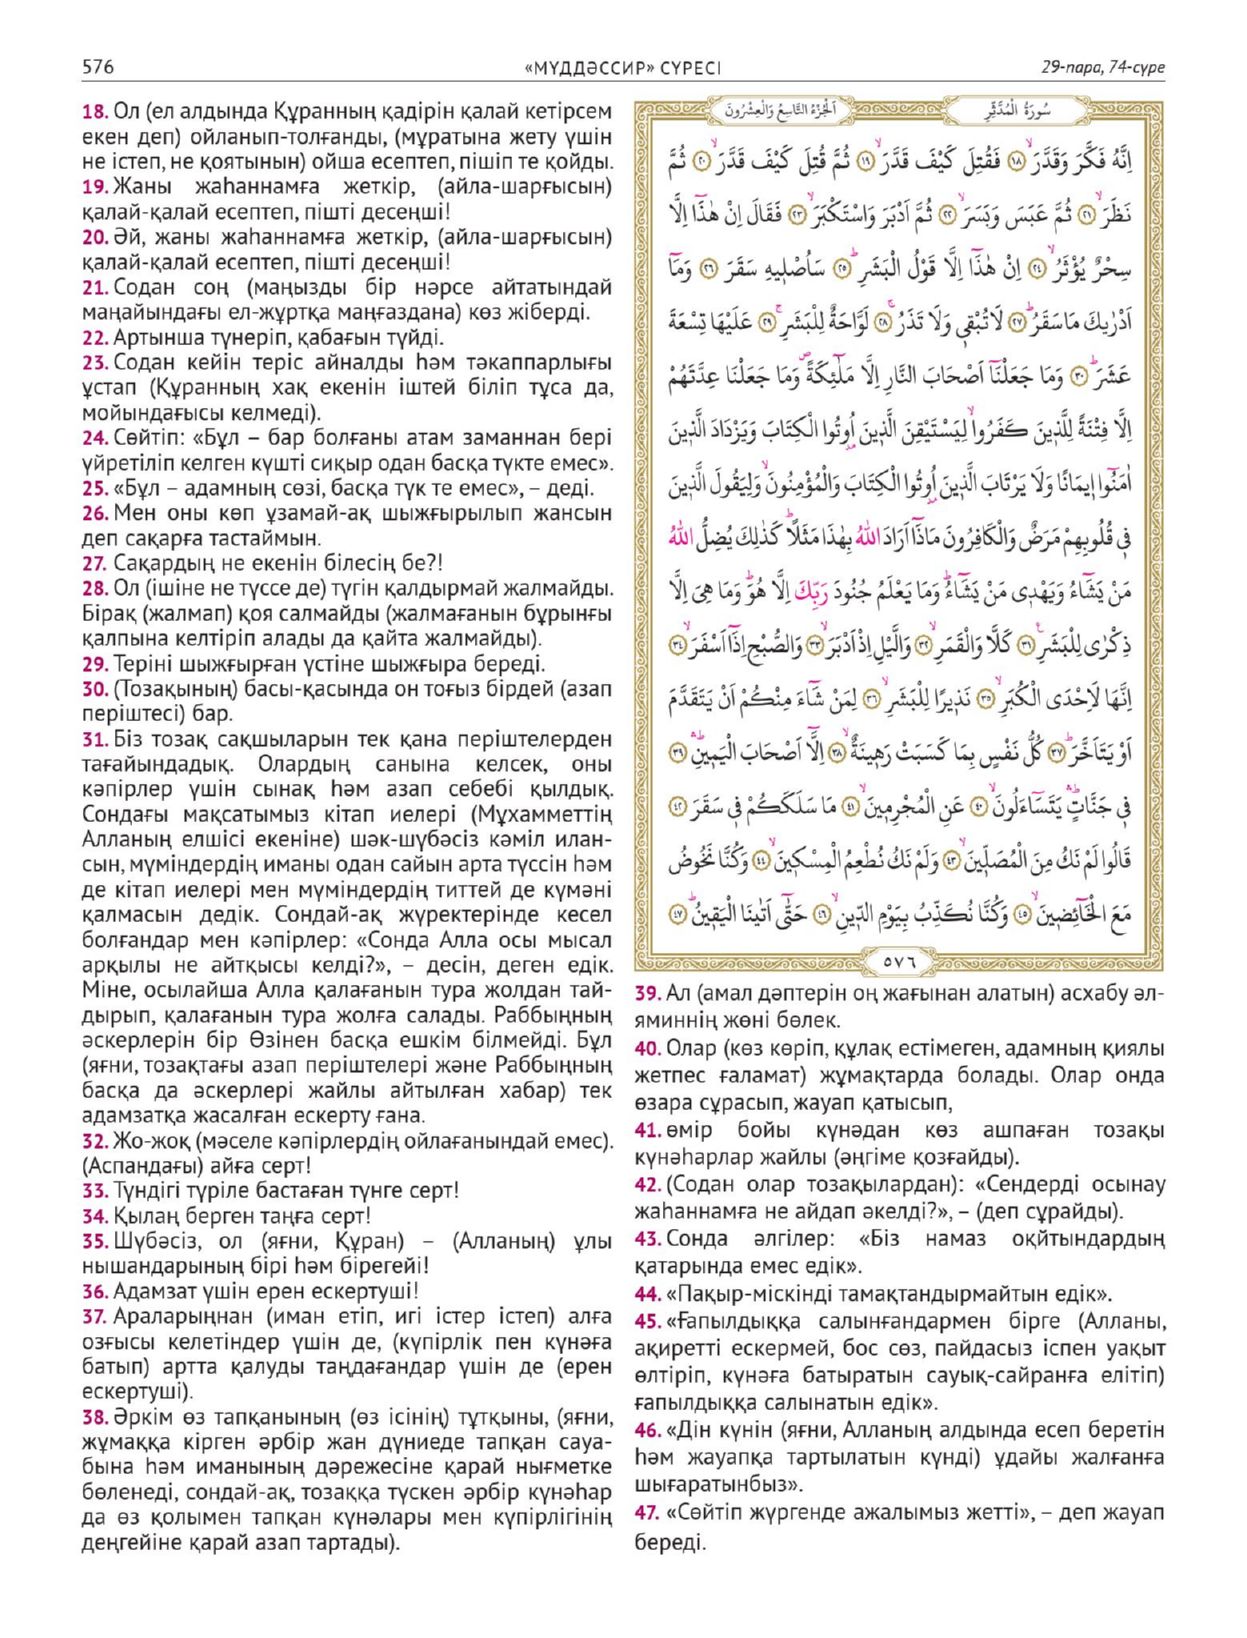 576
«МҮДДӘССИР» СҮРЕСІ
29-пара, 74-сүре
18. Ол (ел алдында Құранның қадірін қалай кетірсем
екен деп) ойланып-толғанды, (мұратына жету үшін
не істеп, не қоятынын) ойша есептеп, пішіп те қойды.
19. Жаны жаһаннамға жеткір, (айла-шарғысын)
қалай-қалай есептеп, пішті десеңші!
20. Әй, жаны жаһаннамға жеткір, (айла-шарғысын)
қалай-қалай есептеп, пішті десеңші!
21. Содан соң (маңызды бір нәрсе айтатындай
маңайындағы ел-жұртқа маңғаздана) көз жіберді.
22. Артынша түнеріп, қабағын түйді.
23. Содан кейін теріс айналды һәм тәкаппарлығы
ұстап (Құранның хақ екенін іштей біліп тұса да,
мойындағысы келмеді).
24. Сөйтіп: «Бұл – бар болғаны атам заманнан бері
үйретіліп келген күшті сиқыр одан басқа түкте емес».
25. «Бұл – адамның сөзі, басқа түк те емес», – деді.
26. Мен оны көп ұзамай-ақ шыжғырылып жансын
деп сақарға тастаймын.
27. Сақардың не екенін білесің бе?!
28. Ол (ішіне не түссе де) түгін қалдырмай жалмайды.
Бірақ (жалмап) қоя салмайды (жалмағанын бұрынғы
қалпына келтіріп алады да қайта жалмайды).
29. Теріні шыжғырған үстіне шыжғыра береді.
30. (Тозақының) басы-қасында он тоғыз бірдей (азап
періштесі) бар.
31. Біз тозақ сақшыларын тек қана періштелерден
тағайындадық. Олардың санына келсек, оны
кәпірлер үшін сынақ һәм азап себебі қылдық.
Сондағы мақсатымыз кітап иелері (Мұхамметтің
Алланың елшісі екеніне) шәк-шүбәсіз кәміл илан-
сын, мүміндердің иманы одан сайын арта түссін һәм
де кітап иелері мен мүміндердің титтей де күмәні
қалмасын дедік. Сондай-ақ жүректерінде кесел
болғандар мен кәпірлер: «Сонда Алла осы мысал
арқылы не айтқысы келді?», – десін, деген едік.
Міне, осылайша Алла қалағанын тура жолдан тай-
дырып, қалағанын тура жолға салады. Раббыңның
әскерлерін бір Өзінен басқа ешкім білмейді. Бұл
(яғни, тозақтағы азап періштелері және Раббыңның
басқа да әскерлері жайлы айтылған хабар) тек
адамзатқа жасалған ескерту ғана.
32. Жо-жоқ (мәселе кәпірлердің ойлағанындай емес).
(Аспандағы) айға серт!
33. Түндігі түріле бастаған түнге серт!
34. Қылаң берген таңға серт!
35. Шүбәсіз, ол (яғни, Құран) – (Алланың) ұлы
нышандарының бірі һәм бірегейі!
36. Адамзат үшін ерен ескертуші!
37. Араларыңнан (иман етіп, игі істер істеп) алға
озғысы келетіндер үшін де, (күпірлік пен күнәға
батып) артта қалуды таңдағандар үшін де (ерен
ескертуші).
38. Әркім өз тапқанының (өз ісінің) тұтқыны, (яғни,
жұмаққа кірген әрбір жан дүниеде тапқан сауа-
бына һәм иманының дәрежесіне қарай нығметке
бөленеді, сондай-ақ, тозаққа түскен әрбір күнәһар
да өз қолымен тапқан күнәлары мен күпірлігінің
деңгейіне қарай азап тартады).
سُورَةُ الْمُدَّثِّرِ
اَلْجُزْءُ التَّاسِعُ وَالْعِشْرُونَ
اِنَّهُ فَكَّرَ وَقَدَّرَۙ ﴿١٨﴾ فَقُتِلَ كَيْفَ قَدَّرَۙ ﴿١٩﴾ ثُمَّ قُتِلَ كَيْفَ قَدَّرَۙ ﴿٢٠﴾ ثُمَّ
نَظَرَۙ ﴿٢١﴾ ثُمَّ عَبَسَ وَبَسَرَۙ ﴿٢٢﴾ ثُمَّ اَدْبَرَ وَاسْتَكْبَرَۙ ﴿٢٣﴾ فَقَالَ اِنْ هٰذَٓا اِلَّا
سِحْرٌ يُؤْثَرُۙ ﴿٢٤﴾ اِنْ هٰذَٓا اِلَّا قَوْلُ الْبَشَرِۜ ﴿٢٥﴾ سَاُصْلٖيهِ سَقَرَ ﴿٢٦﴾ وَمَٓا
اَدْرٰيكَ مَا سَقَرُۜ ﴿٢٧﴾ لَا تُبْقٖى وَلَا تَذَرُۚ ﴿٢٨﴾ لَوَّاحَةٌ لِلْبَشَرِۚ ﴿٢٩﴾ عَلَيْهَا تِسْعَةَ
عَشَرَۜ ﴿٣٠﴾ وَمَا جَعَلْنَٓا اَصْحَابَ النَّارِ اِلَّا مَلٰٓئِكَةًۖ وَمَا جَعَلْنَا عِدَّتَهُمْ
اِلَّا فِتْنَةً لِلَّذٖينَ كَفَرُواۙ لِيَسْتَيْقِنَ الَّذٖينَ اُوتُوا الْكِتَابَ وَيَزْدَادَ الَّذٖينَ
اٰمَنُٓوا اٖيمَانًا وَلَا يَرْتَابَ الَّذٖينَ اُوتُوا الْكِتَابَ وَالْمُؤْمِنُونَۙ وَلِيَقُولَ الَّذٖينَ
فٖى قُلُوبِهِمْ مَرَضٌ وَالْكَافِرُونَ مَاذَٓا اَرَادَ اللّٰهُ بِهٰذَا مَثَلًاۜ كَذٰلِكَ يُضِلُّ اللّٰهُ
مَنْ يَشَٓاءُ وَيَهْدٖى مَنْ يَشَٓاءُۜ وَمَا يَعْلَمُ جُنُودَ رَبِّكَ اِلَّا هُوَۜ وَمَا هِىَ اِلَّا
ذِكْرٰى لِلْبَشَرِࣖ ﴿٣١﴾ كَلَّا وَالْقَمَرِۙ ﴿٣٢﴾ وَالَّيْلِ اِذْ اَدْبَرَۙ ﴿٣٣﴾ وَالصُّبْحِ اِذَٓا اَسْفَرَۙ ﴿٣٤﴾
اِنَّهَا لَاِحْدَى الْكُبَرِۙ ﴿٣٥﴾ نَذٖيرًا لِلْبَشَرِۙ ﴿٣٦﴾ لِمَنْ شَٓاءَ مِنْكُمْ اَنْ يَتَقَدَّمَ
اَوْ يَتَاَخَّرَۜ ﴿٣٧﴾ كُلُّ نَفْسٍ بِمَا كَسَبَتْ رَهٖينَةٌۙ ﴿٣٨﴾ اِلَّٓا اَصْحَابَ الْيَمٖينِۜۛ ﴿٣٩﴾
فٖى جَنَّاتٍۜۛ يَتَسَٓاءَلُونَۙ ﴿٤٠﴾ عَنِ الْمُجْرِمٖينَۙ ﴿٤١﴾ مَا سَلَكَكُمْ فٖى سَقَرَ ﴿٤٢﴾
قَالُوا لَمْ نَكُ مِنَ الْمُصَلّٖينَۙ ﴿٤٣﴾ وَلَمْ نَكُ نُطْعِمُ الْمِسْكٖينَۙ ﴿٤٤﴾ وَكُنَّا نَخُوضُ
مَعَ الْخَٓائِضٖينَۙ ﴿٤٥﴾ وَكُنَّا نُكَذِّبُ بِيَوْمِ الدّٖينِۙ ﴿٤٦﴾ حَتّٰٓى اَتٰينَا الْيَقٖينُۜ ﴿٤٧﴾
٥٧٦
39. Ал (амал дәптерін оң жағынан алатын) асхабу әл-
яминнің жөні бөлек.
40. Олар (көз көріп, құлақ естімеген, адамның қиялы
жетпес ғаламат) жұмақтарда болады. Олар онда
өзара сұрасып, жауап қатысып,
41. өмір бойы күнәдан көз ашпаған тозақы
күнәһарлар жайлы (әңгіме қозғайды).
42. (Содан олар тозақылардан): «Сендерді осынау
жаһаннамға не айдап әкелді?», – (деп сұрайды).
43. Сонда әлгілер: «Біз намаз оқйтындардың
қатарында емес едік».
44. «Пақыр-міскінді тамақтандырмайтын едік».
45. «Ғапылдыққа салынғандармен бірге (Алланы,
ақиретті ескермей, бос сөз, пайдасыз іспен уақыт
өлтіріп, күнәға батыратын сауық-сайранға елітіп)
ғапылдыққа салынатын едік».
46. «Дін күнін (яғни, Алланың алдында есеп беретін
һәм жауапқа тартылатын күнді) ұдайы жалғанға
шығаратынбыз».
47. «Сөйтіп жүргенде ажалымыз жетті», – деп жауап
береді.